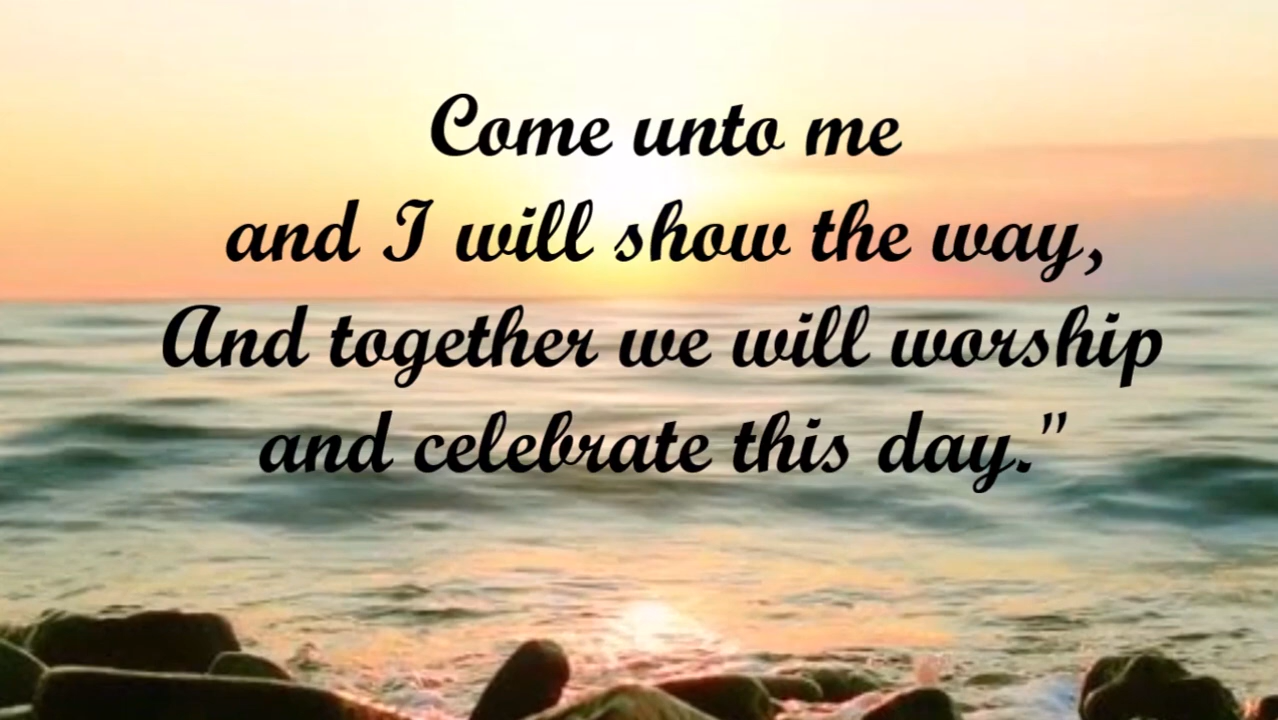 Come unto me
and I will show the way,
And together we will worship
and celebrate this day."